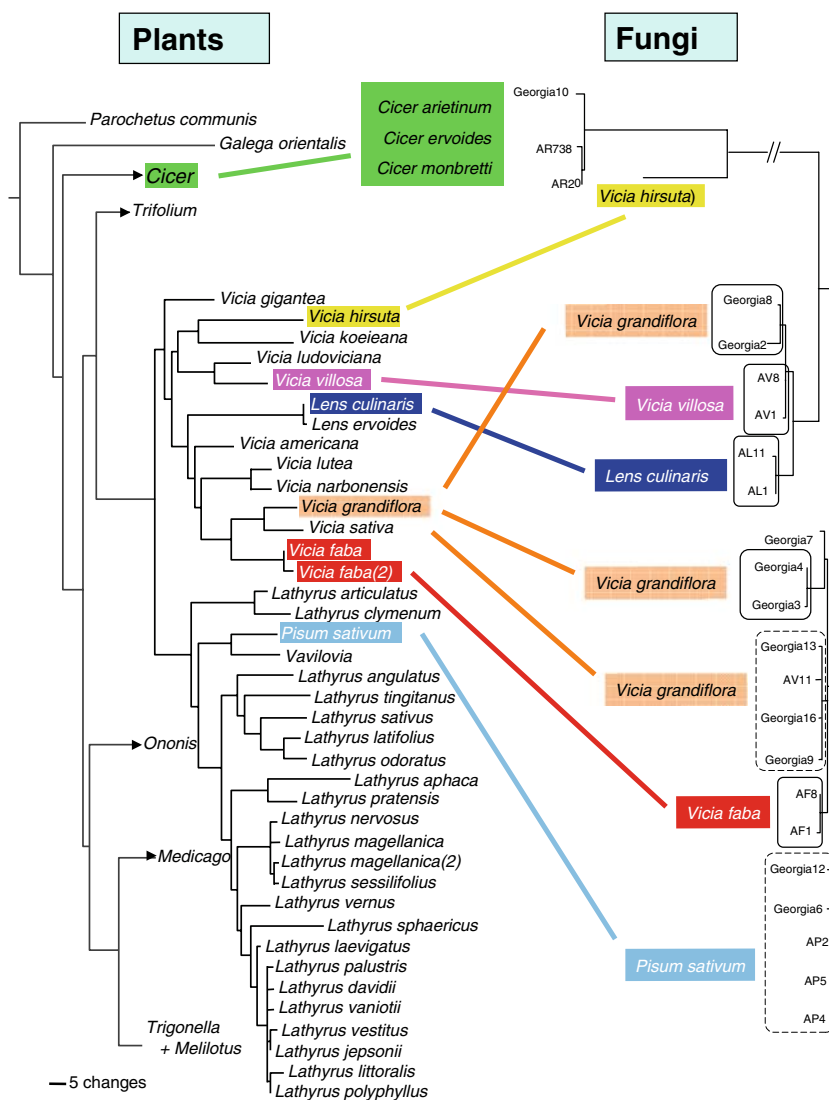 Plants
Parochetus communis
Galega orientalis
Cicer
Trifolium
Vicia gigantea
Vicia hirsuta
Vicia koeieana
Vicia ludoviciana
Vicia villosa
Lens culinaris
Lens ervoides
Vicia americana
Vicia lutea
Vicia narbonensis
Vicia grandiflora
Vicia sativa
Vicia faba
Vicia faba(2)
Lathyrus articulatus
Lathyrus clymenum
Pisum sativum
Vavilovia
Lathyrus angulatus
Lathyrus tingitanus
Lathyrus sativus
Lathyrus latifolius
Lathyrus odoratus
Ononis
Lathyrus aphaca
Lathyrus pratensis
Lathyrus nervosus
Lathyrus magellanica
Medicago
Lathyrus magellanica(2)
Lathyrus sessilifolius
Lathyrus vernus
Lathyrus sphaericus
Lathyrus laevigatus
Lathyrus palustris
Lathyrus davidii
Lathyrus vaniotii
Lathyrus vestitus
Lathyrus jepsonii
Lathyrus littoralis
Lathyrus polyphyllus
Trigonella
+ Melilotus
5 changes
Fungi
Cicer arietinum
Cicer ervoides
Cicer monbretti
Georgia10
AR738
AR20
Vicia hirsuta)
Vicia grandiflora
Georgia8
Georgia2
Vicia villosa
AV8
AV1
Lens culinaris
AL11
AL1
Georgia7
Vicia grandiflora
Georgia4
Georgia3
Vicia grandiflora
Georgia13
AV11
Georgia16
Georgia9
Vicia faba
AF8
AF1
Pisum sativum
Georgia12
Georgia6
AP2
AP5
AP4